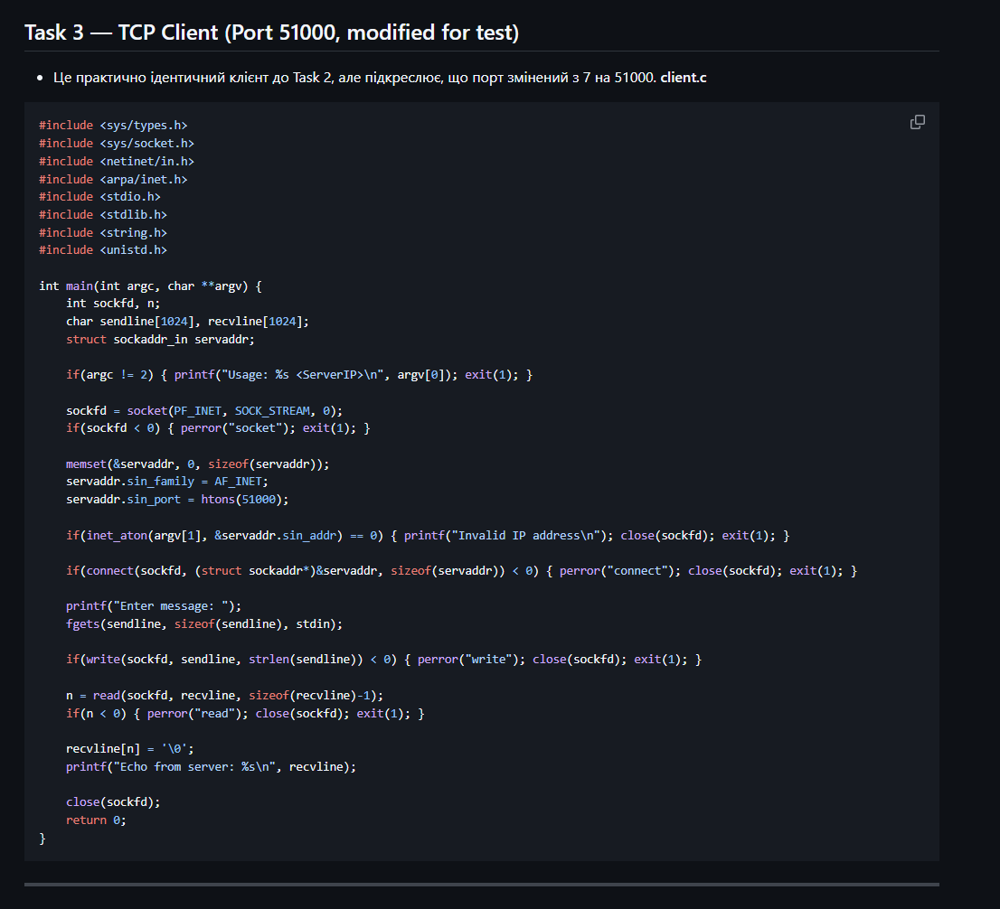 Task 3 — TCP Client (Port 51000, modified for test)
• Це практично ідентичний клієнт до Task 2, але підкреслює, що порт змінений з 7 на 51000. client.c
#include <sys/types.h>
#include <sys/socket.h>
#include <netinet/in.h>
#include <arpa/inet.h>
#include <stdio.h>
#include <stdlib.h>
#include <string.h>
#include <unistd.h>

int main(int argc, char **argv) {
    int sockfd, n;
    char sendline[1024], recvline[1024];
    struct sockaddr_in servaddr;

    if(argc != 2) { printf("Usage: %s <ServerIP>\n", argv[0]); exit(1); }

    sockfd = socket(PF_INET, SOCK_STREAM, 0);
    if(sockfd < 0) { perror("socket"); exit(1); }

    memset(&servaddr, 0, sizeof(servaddr));
    servaddr.sin_family = AF_INET;
    servaddr.sin_port = htons(51000);

    if(inet_aton(argv[1], &servaddr.sin_addr) == 0) { printf("Invalid IP address\n"); close(sockfd); exit(1); }

    if(connect(sockfd, (struct sockaddr*)&servaddr, sizeof(servaddr)) < 0) { perror("connect"); close(sockfd); exit(1); }

    printf("Enter message: ");
    fgets(sendline, sizeof(sendline), stdin);

    if(write(sockfd, sendline, strlen(sendline)) < 0) { perror("write"); close(sockfd); exit(1); }

    n = read(sockfd, recvline, sizeof(recvline)-1);
    if(n < 0) { perror("read"); close(sockfd); exit(1); }

    recvline[n] = '\0';
    printf("Echo from server: %s\n", recvline);

    close(sockfd);
    return 0;
}